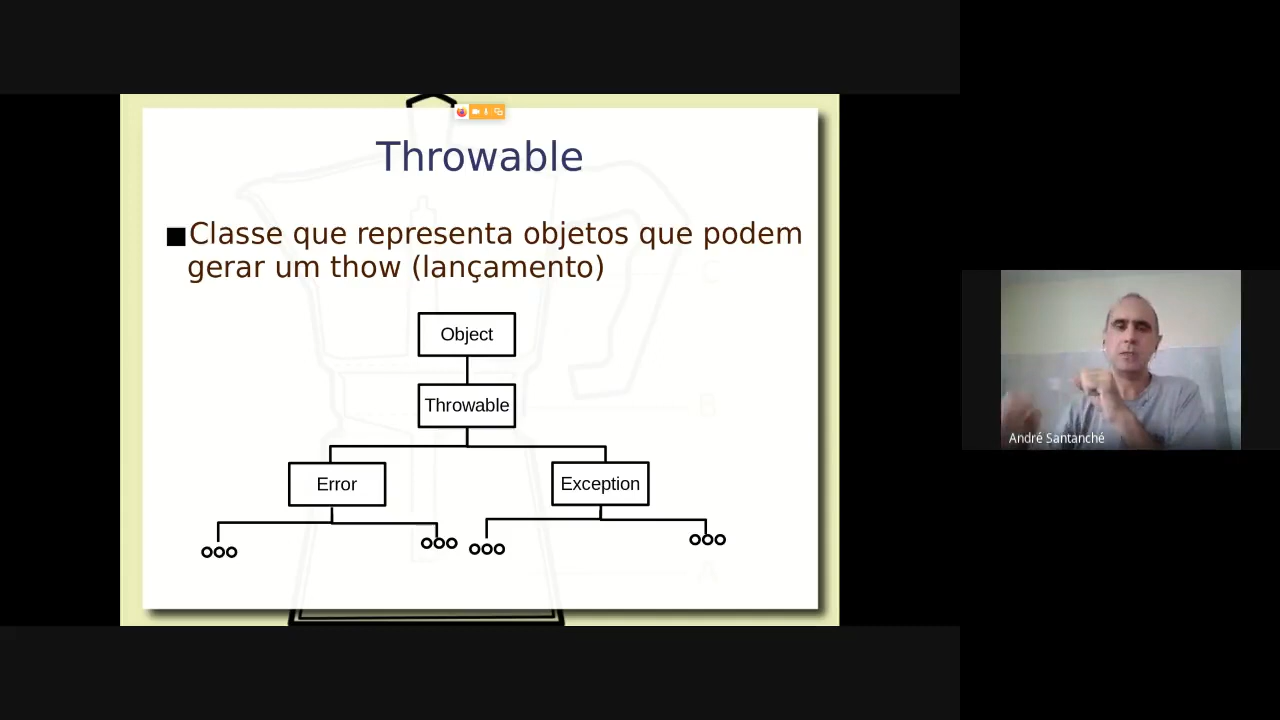 Throwable
■Classe que representa objetos que podem
gerar um thow (lançamento)
Object
Throwable
Error
Exception
C
B
A
André Santanché